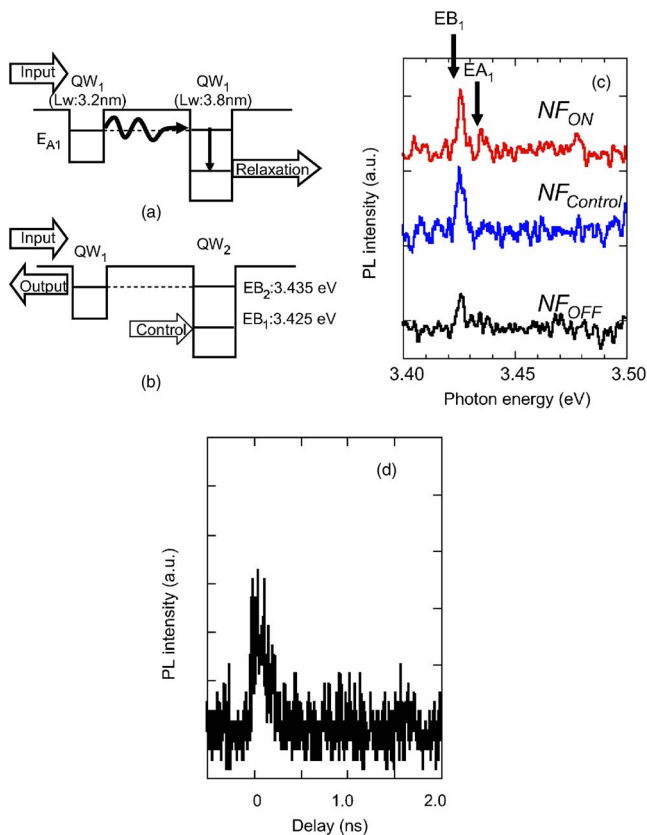 Input
QW1
(Lw:3.2nm)
QW1
(Lw:3.8nm)
EA1
Relaxation
(a)
Input
QW1
QW2
Output
EB2:3.435 eV
EB1:3.425 eV
Control
(b)
EB1
EA1
(c)
NFON
NFControl
NFOFF
PL intensity (a.u.)
3.40
3.45
3.50
Photon energy (eV)
(d)
PL intensity (a.u.)
0
1.0 ns
2.0
Delay (ns)